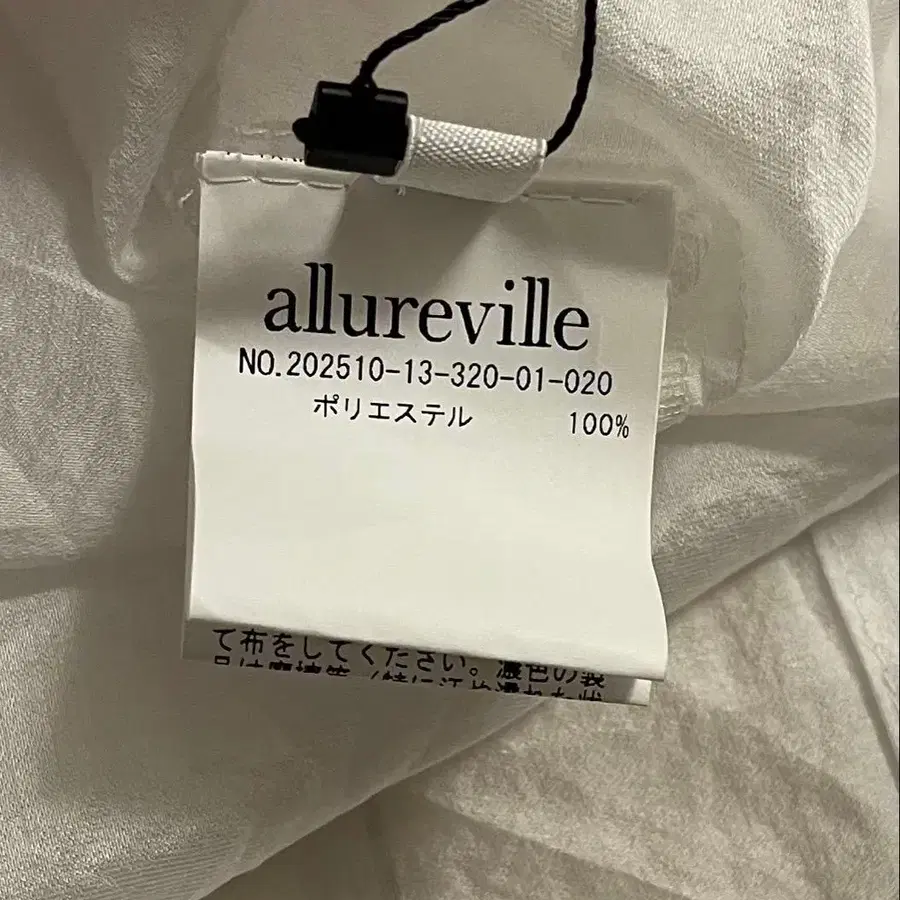 allureville
NO.202510-13-320-01-020
ポリエステル 100%
て布をしてください。濃色の製